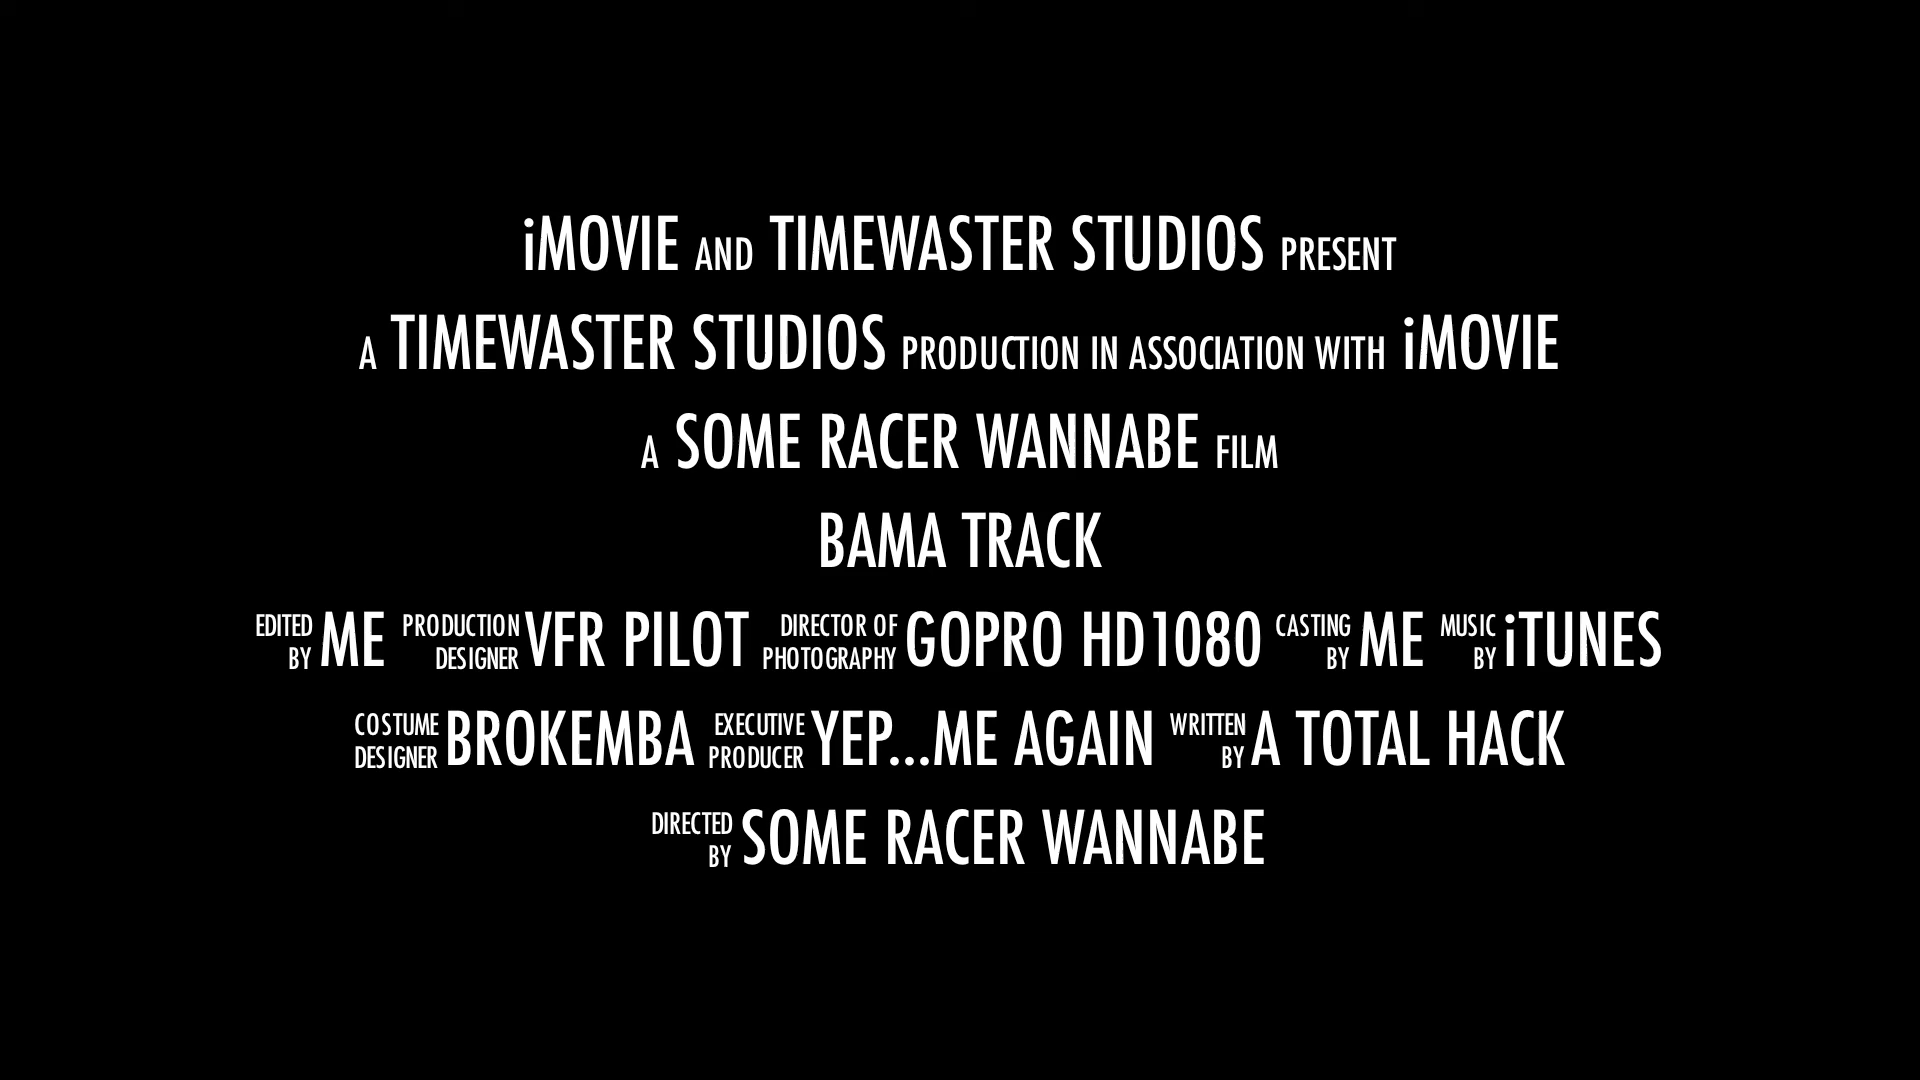 iMOVIE AND TIMEWASTER STUDIOS PRESENT
A TIMEWASTER STUDIOS PRODUCTION IN ASSOCIATION WITH iMOVIE
A SOME RACER WANNABE FILM
BAMA TRACK
EDITED BY ME PRODUCTION DESIGNER VFR PILOT DIRECTOR OF PHOTOGRAPHY GOPRO HD1080 CASTING BY ME MUSIC BY iTUNES
COSTUME DESIGNER BROKEMBA EXECUTIVE PRODUCER YEP...ME AGAIN WRITTEN BY A TOTAL HACK
DIRECTED BY SOME RACER WANNABE